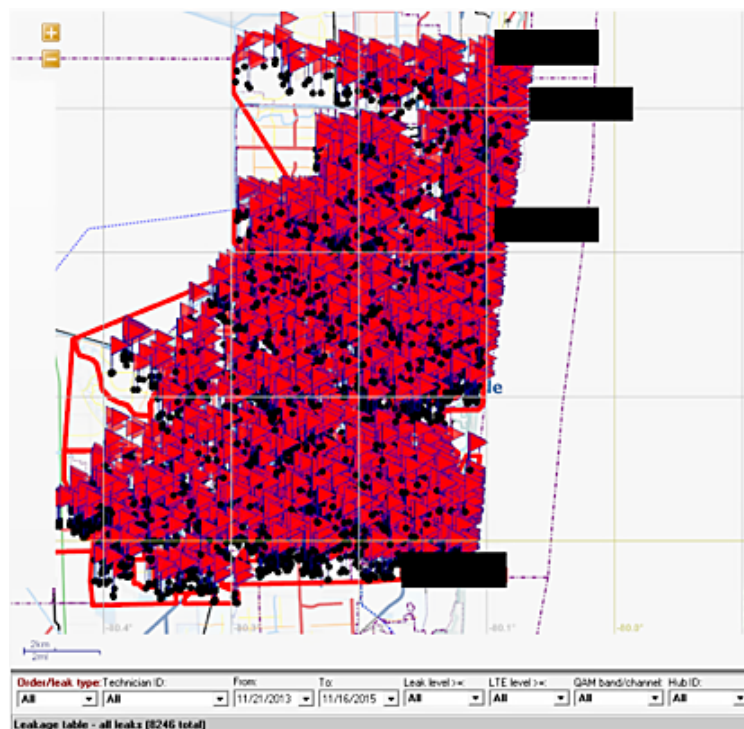 le
-80.4° -80.3° -80.1° -80.0°
2km
2mi
Order/leak type: Technician ID: From: To: Leak level >=: LTE level >=: QAM band/channel: Hub ID:
All All 11/21/2013 11/16/2015 All All All All
Leakage table - all leaks (8246 total)